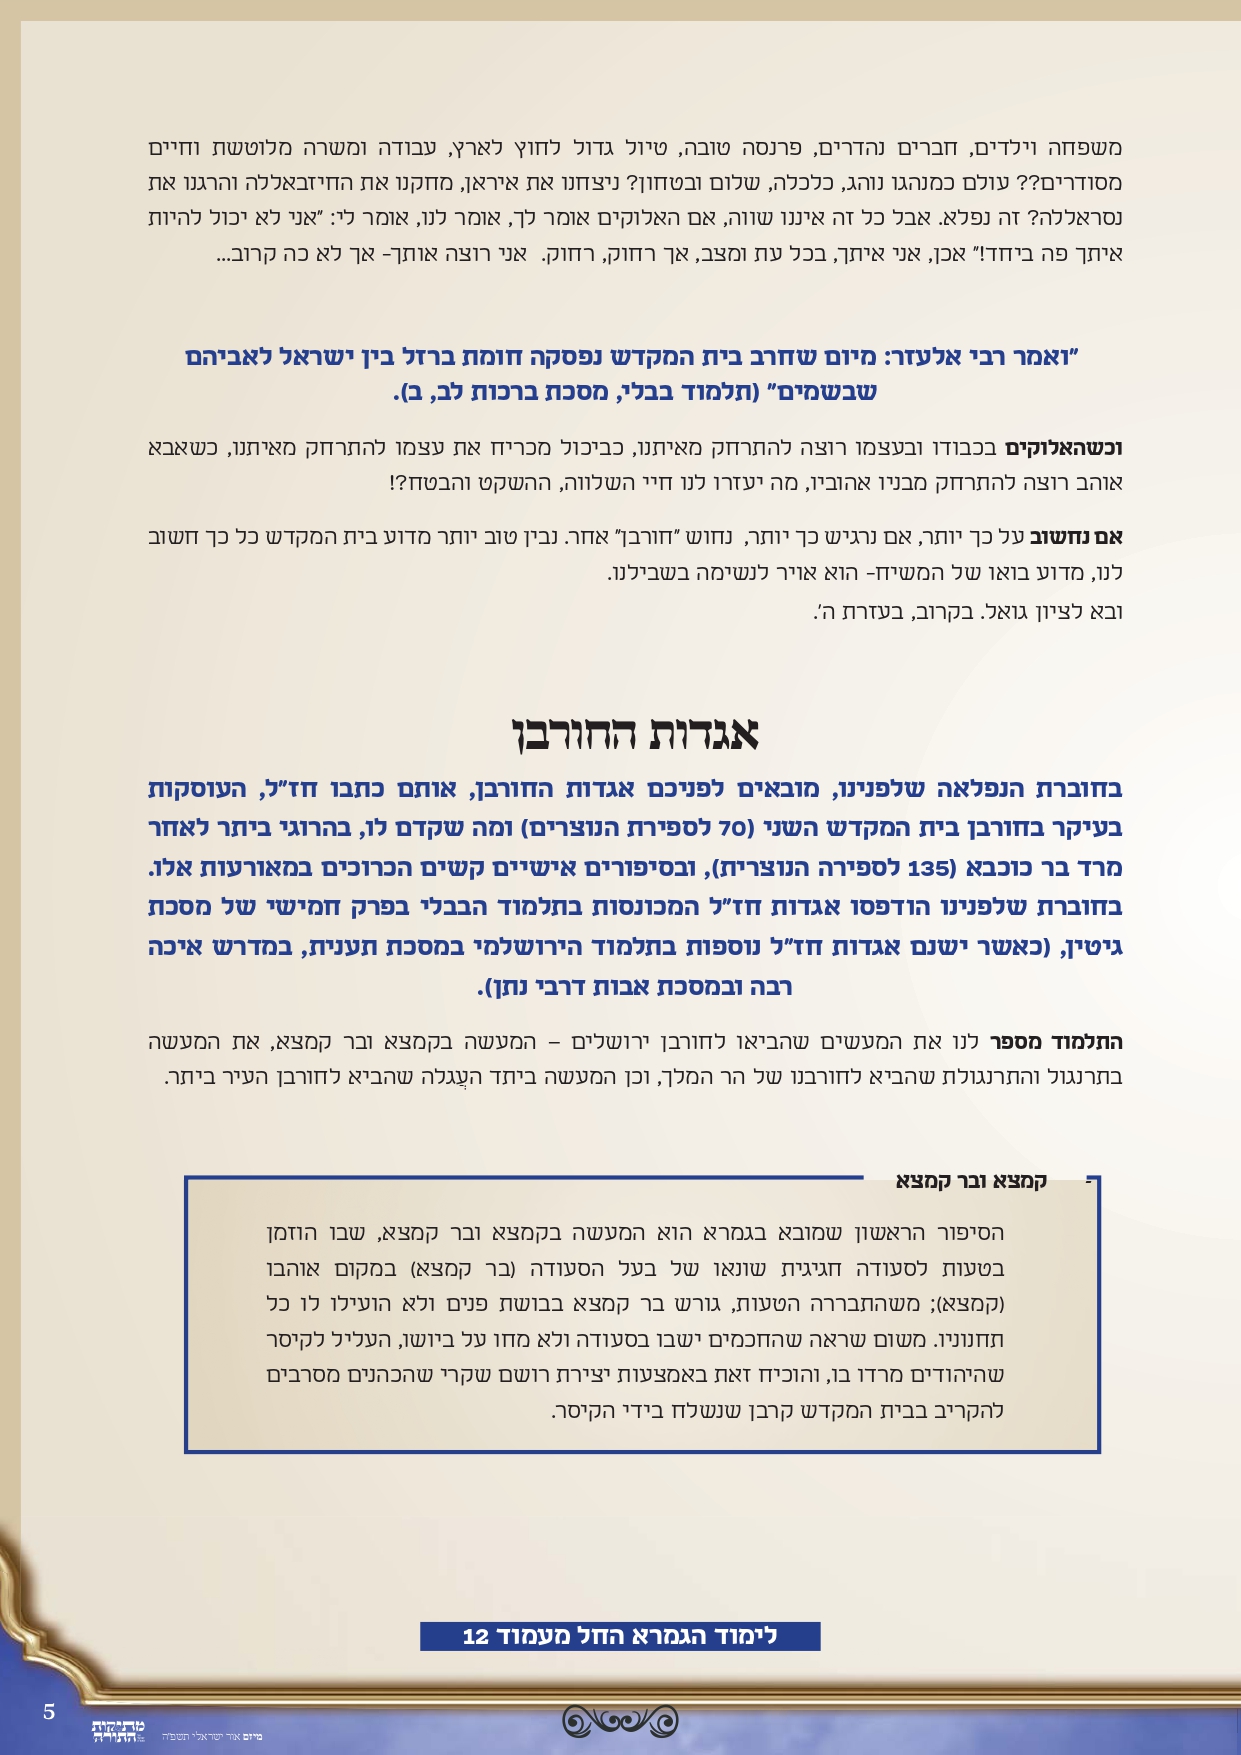 משפחה וילדים, חברים נהדרים, פרנסה טובה, טיול גדול לחוץ לארץ, עבודה ומשרה מלוטשת וחיים
מסודרים?? עולם כמנהגו נוהג, כלכלה, שלום ובטחון? ניצחנו את איראן, מחקנו את החיזבאללה והרגנו את
נסראללה? זה נפלא. אבל כל זה איננו שווה, אם האלוקים אומר לך, אומר לנו, אומר לי: "אני לא יכול להיות
איתך פה ביחד!" אכן, אני איתך, בכל עת ומצב, אך רחוק, רחוק. אני רוצה אותך- אך לא כה קרוב...
"ואמר רבי אלעזר: מיום שחרב בית המקדש נפסקה חומת ברזל בין ישראל לאביהם
שבשמים" (תלמוד בבלי, מסכת ברכות לב, ב).
וכשהאלוקים בכבודו ובעצמו רוצה להתרחק מאיתנו, כביכול מכריח את עצמו להתרחק מאיתנו, כשאבא
אוהב רוצה להתרחק מבניו אהוביו, מה יעזרו לנו חיי השלווה, ההשקט והבטח?!
אם נחשוב על כך יותר, אם נרגיש כך יותר, נחוש "חורבן" אחר. נבין טוב יותר מדוע בית המקדש כל כך חשוב
לנו, מדוע בואו של המשיח- הוא אויר לנשימה בשבילנו.
ובא לציון גואל. בקרוב, בעזרת ה'.
אגדות החורבן
בחוברת הנפלאה שלפנינו, מובאים לפניכם אגדות החורבן, אותם כתבו חז"ל, העוסקות
בעיקר בחורבן בית המקדש השני (70 לספירת הנוצרים) ומה שקדם לו, בהרוגי ביתר לאחר
מרד בר כוכבא (135 לספירה הנוצרית), ובסיפורים אישיים קשים הכרוכים במאורעות אלו.
בחוברת שלפנינו הודפסו אגדות חז"ל המכונסות בתלמוד הבבלי בפרק חמישי של מסכת
גיטין, (כאשר ישנם אגדות חז"ל נוספות בתלמוד הירושלמי במסכת תענית, במדרש איכה
רבה ובמסכת אבות דרבי נתן).
התלמוד מספר לנו את המעשים שהביאו לחורבן ירושלים – המעשה בקמצא ובר קמצא, את המעשה
בתרנגול והתרנגולת שהביא לחורבנו של הר המלך, וכן המעשה ביתד העֲגלה שהביא לחורבן העיר ביתר.
- קמצא ובר קמצא
הסיפור הראשון שמובא בגמרא הוא המעשה בקמצא ובר קמצא, שבו הוזמן
בטעות לסעודה חגיגית שונאו של בעל הסעודה (בר קמצא) במקום אוהבו
(קמצא); משהתבררה הטעות, גורש בר קמצא בבושת פנים ולא הועילו לו כל
תחנוניו. משום שראה שהחכמים ישבו בסעודה ולא מחו על ביושו, העליל לקיסר
שהיהודים מרדו בו, והוכיח זאת באמצעות יצירת רושם שקרי שהכהנים מסרבים
להקריב בבית המקדש קרבן שנשלח בידי הקיסר.
לימוד הגמרא החל מעמוד 12
5
מתיקות
התורה
מיזם אור ישראלי תשפ"ה